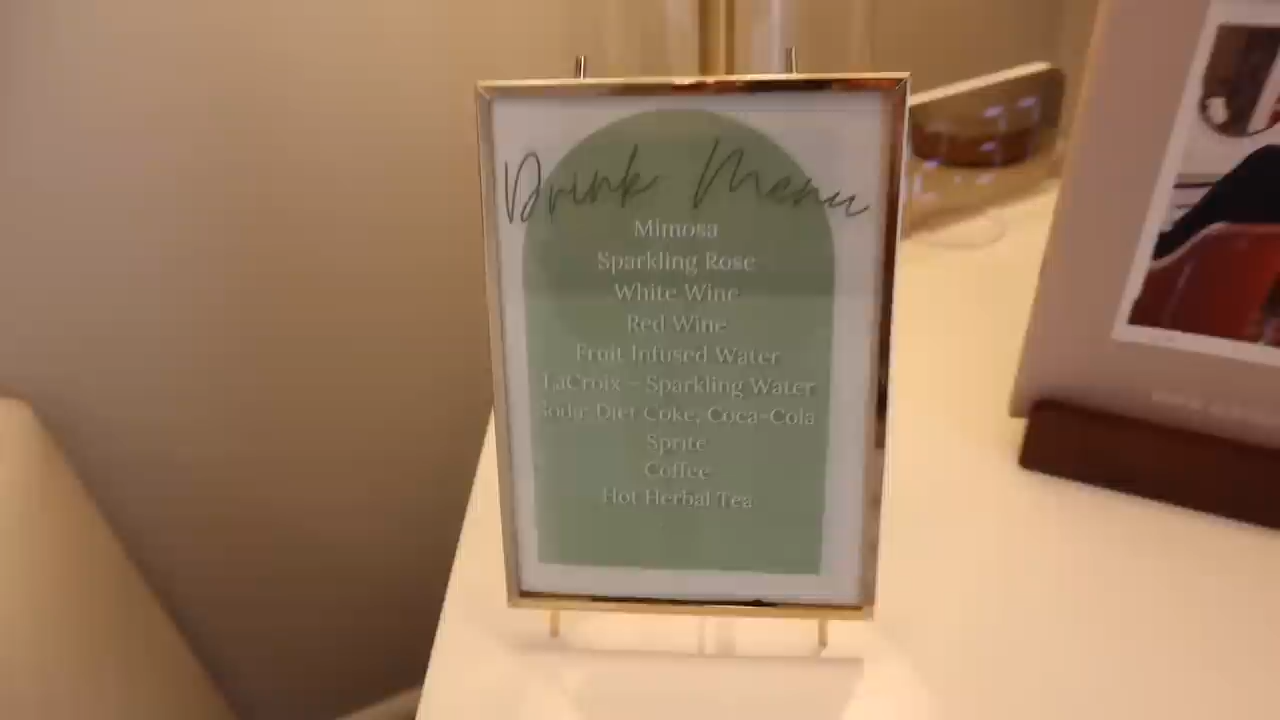 Drink Menu
Mimosa
Sparkling Rose
White Wine
Red Wine
Fruit Infused Water
LaCroix - Sparkling Water
Soda: Diet Coke, Coca-Cola
Sprite
Coffee
Hot Herbal Tea